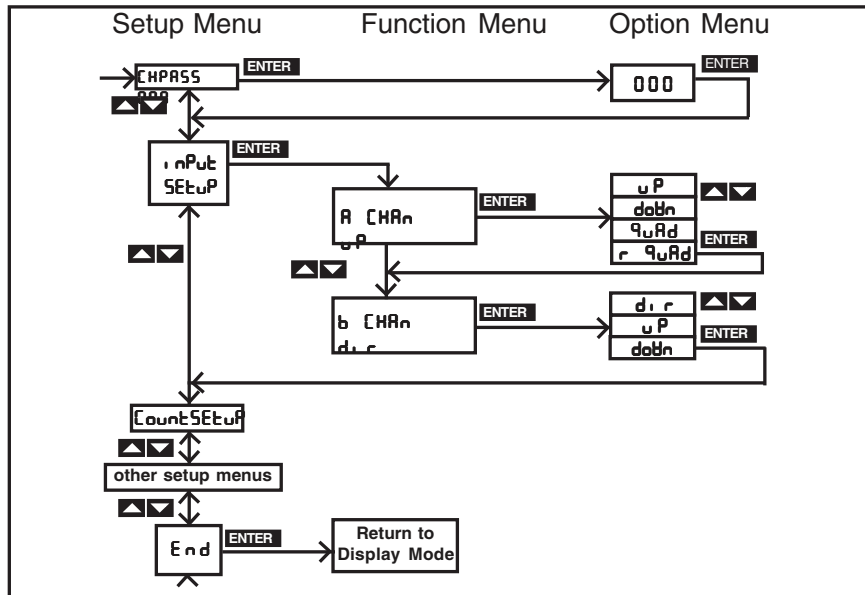 Setup Menu Function Menu Option Menu
CHPASS
ENTER
000
ENTER
inPut
SEtuP
ENTER
A CHAn
uP
ENTER
uP
doWn
quAd
r quAd
ENTER
b CHAn
dir
ENTER
dir
uP
doWn
ENTER
CountSEtuP
other setup menus
End
ENTER
Return to
Display Mode